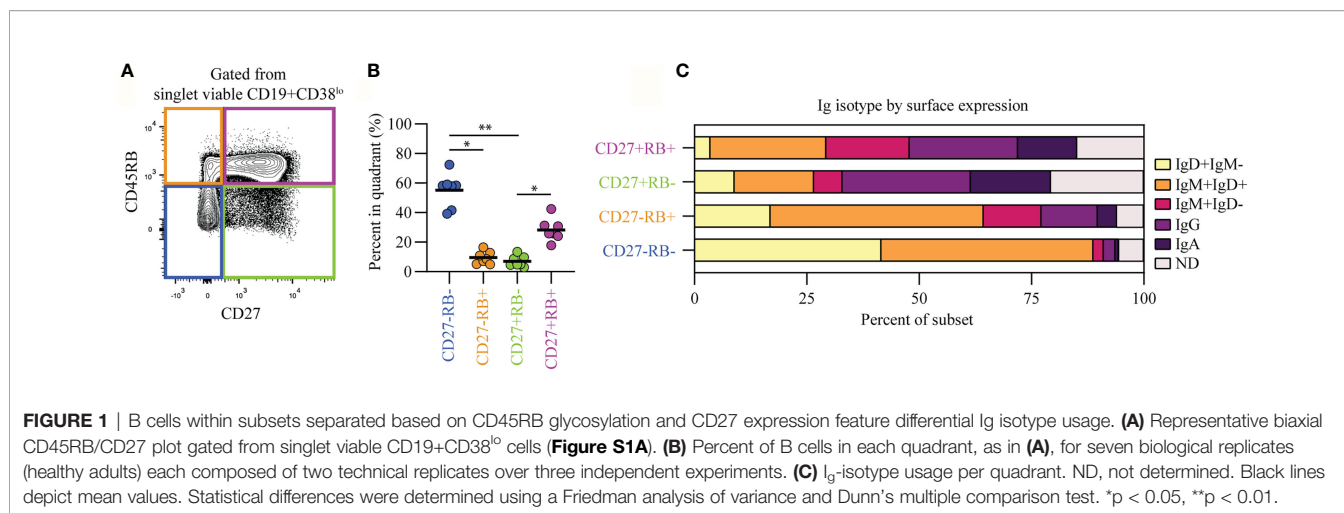 A
Gated from
singlet viable CD19+CD38lo
CD45RB
10^4
10^3
0
-10^3
0
10^3
10^4
CD27
B
Percent in quadrant (%)
100
80
60
40
20
0
**
*
*
CD27-RB-
CD27-RB+
CD27+RB-
CD27+RB+
C
Ig isotype by surface expression
CD27+RB+
CD27+RB-
CD27-RB+
CD27-RB-
0
25
50
75
100
Percent of subset
IgD+IgM-
IgM+IgD+
IgM+IgD-
IgG
IgA
ND
FIGURE 1 | B cells within subsets separated based on CD45RB glycosylation and CD27 expression feature differential Ig isotype usage. (A) Representative biaxial
CD45RB/CD27 plot gated from singlet viable CD19+CD38lo cells (Figure S1A). (B) Percent of B cells in each quadrant, as in (A), for seven biological replicates
(healthy adults) each composed of two technical replicates over three independent experiments. (C) Ig-isotype usage per quadrant. ND, not determined. Black lines
depict mean values. Statistical differences were determined using a Friedman analysis of variance and Dunn's multiple comparison test. *p < 0.05, **p < 0.01.